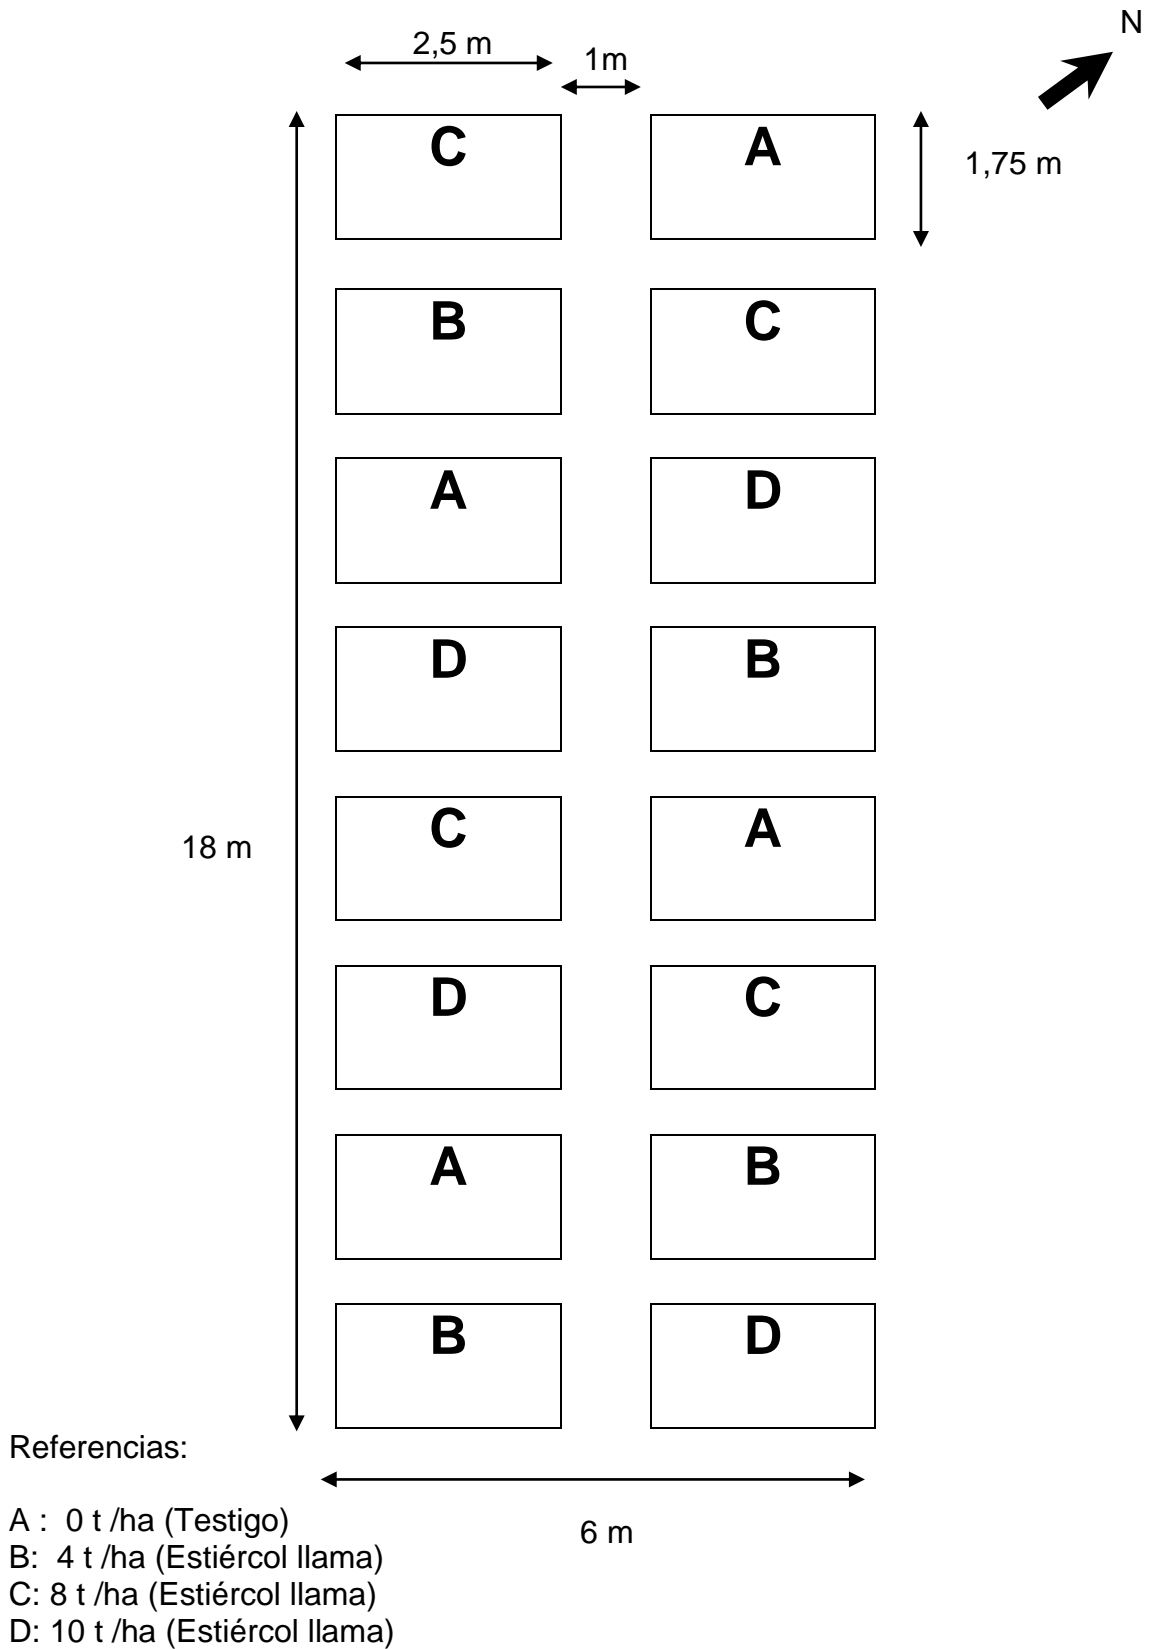 N
2,5 m
1m
C A
1,75 m
B C
A D
D B
C A
18 m
D C
A B
B D
Referencias:
6 m
A :  0 t /ha (Testigo)
B:  4 t /ha (Estiércol llama)
C: 8 t /ha (Estiércol llama)
D: 10 t /ha (Estiércol llama)